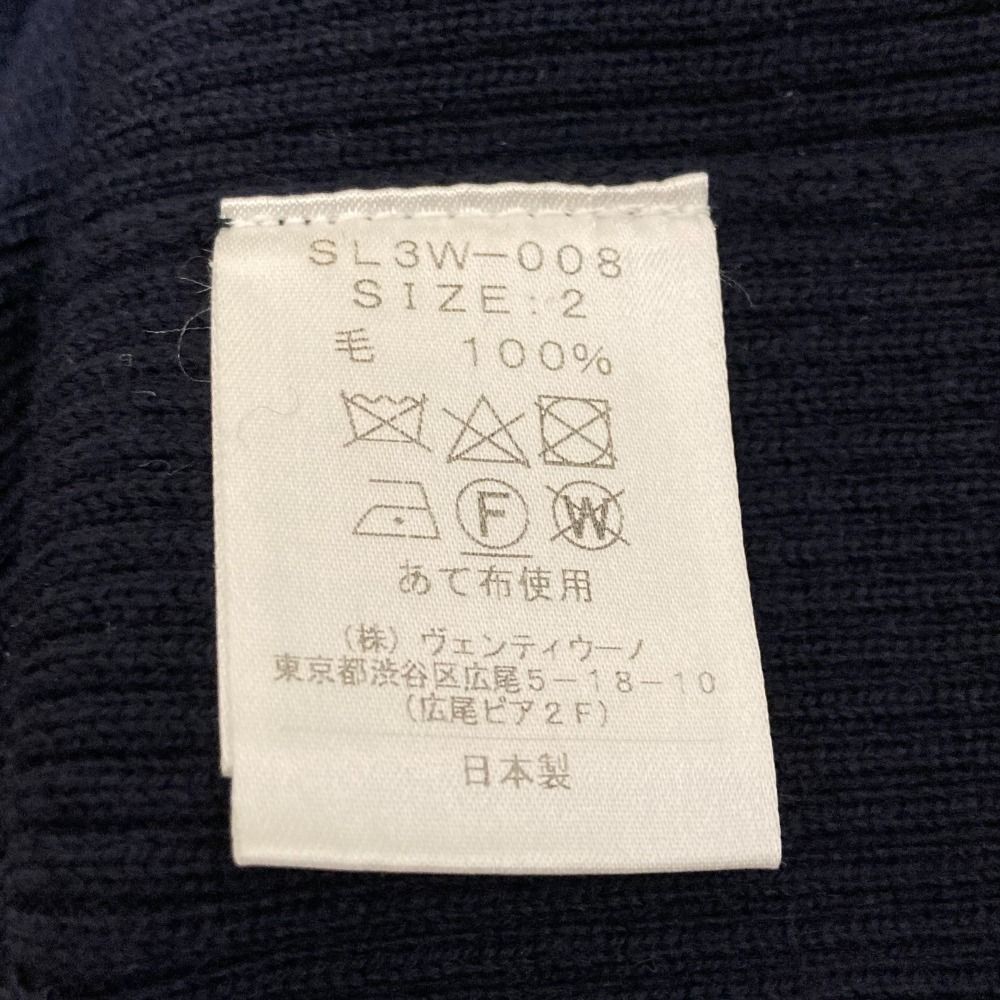 SL3W-008
SIZE:2
毛 100%
F W
あて布使用
(株) ヴェンティウーノ
東京都渋谷区広尾5-18-10
(広尾ピア2F)
日本製